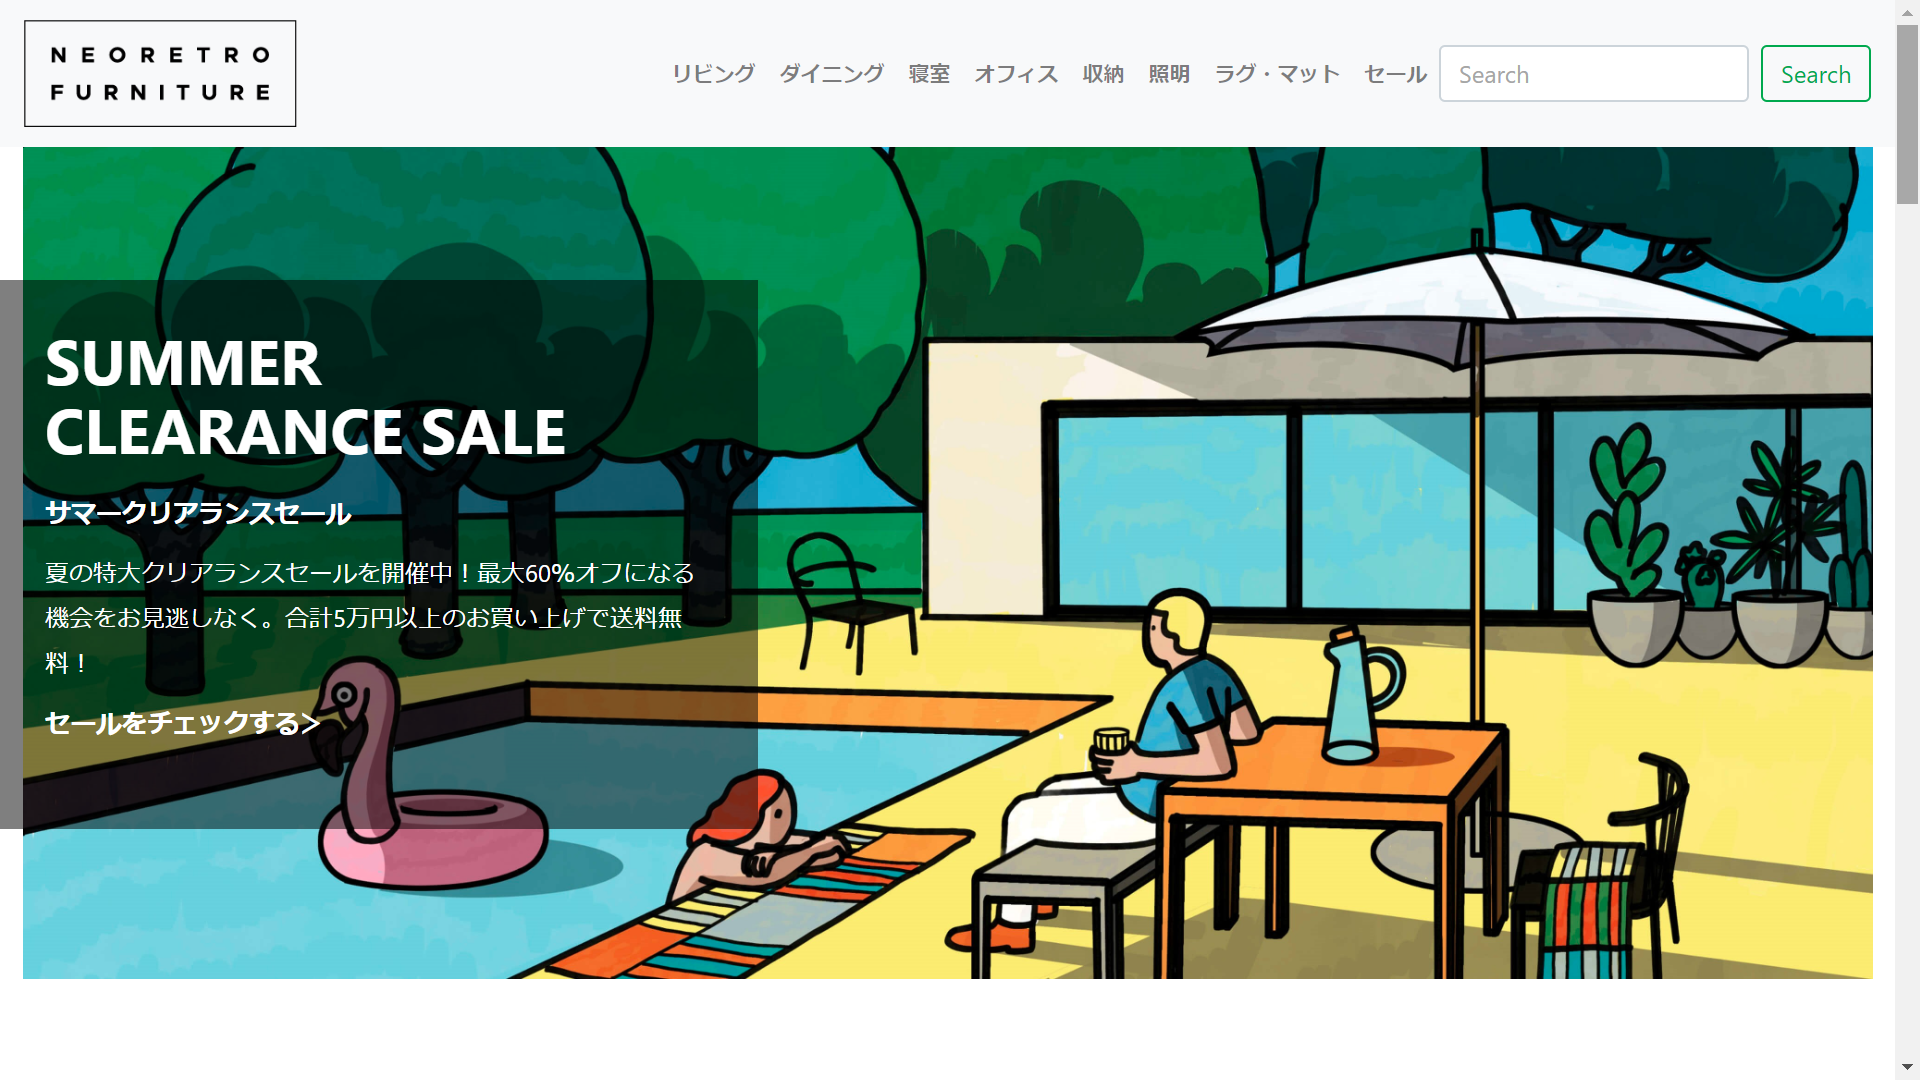 NEORETRO
FURNITURE
リビング ダイニング 寝室 オフィス 収納 照明 ラグ・マット セール Search Search
SUMMER
CLEARANCE SALE
サマークリアランスセール
夏の特大クリアランスセールを開催中！最大60%オフになる
機会をお見逃しなく。合計5万円以上のお買い上げで送料無
料！
セールをチェックする＞